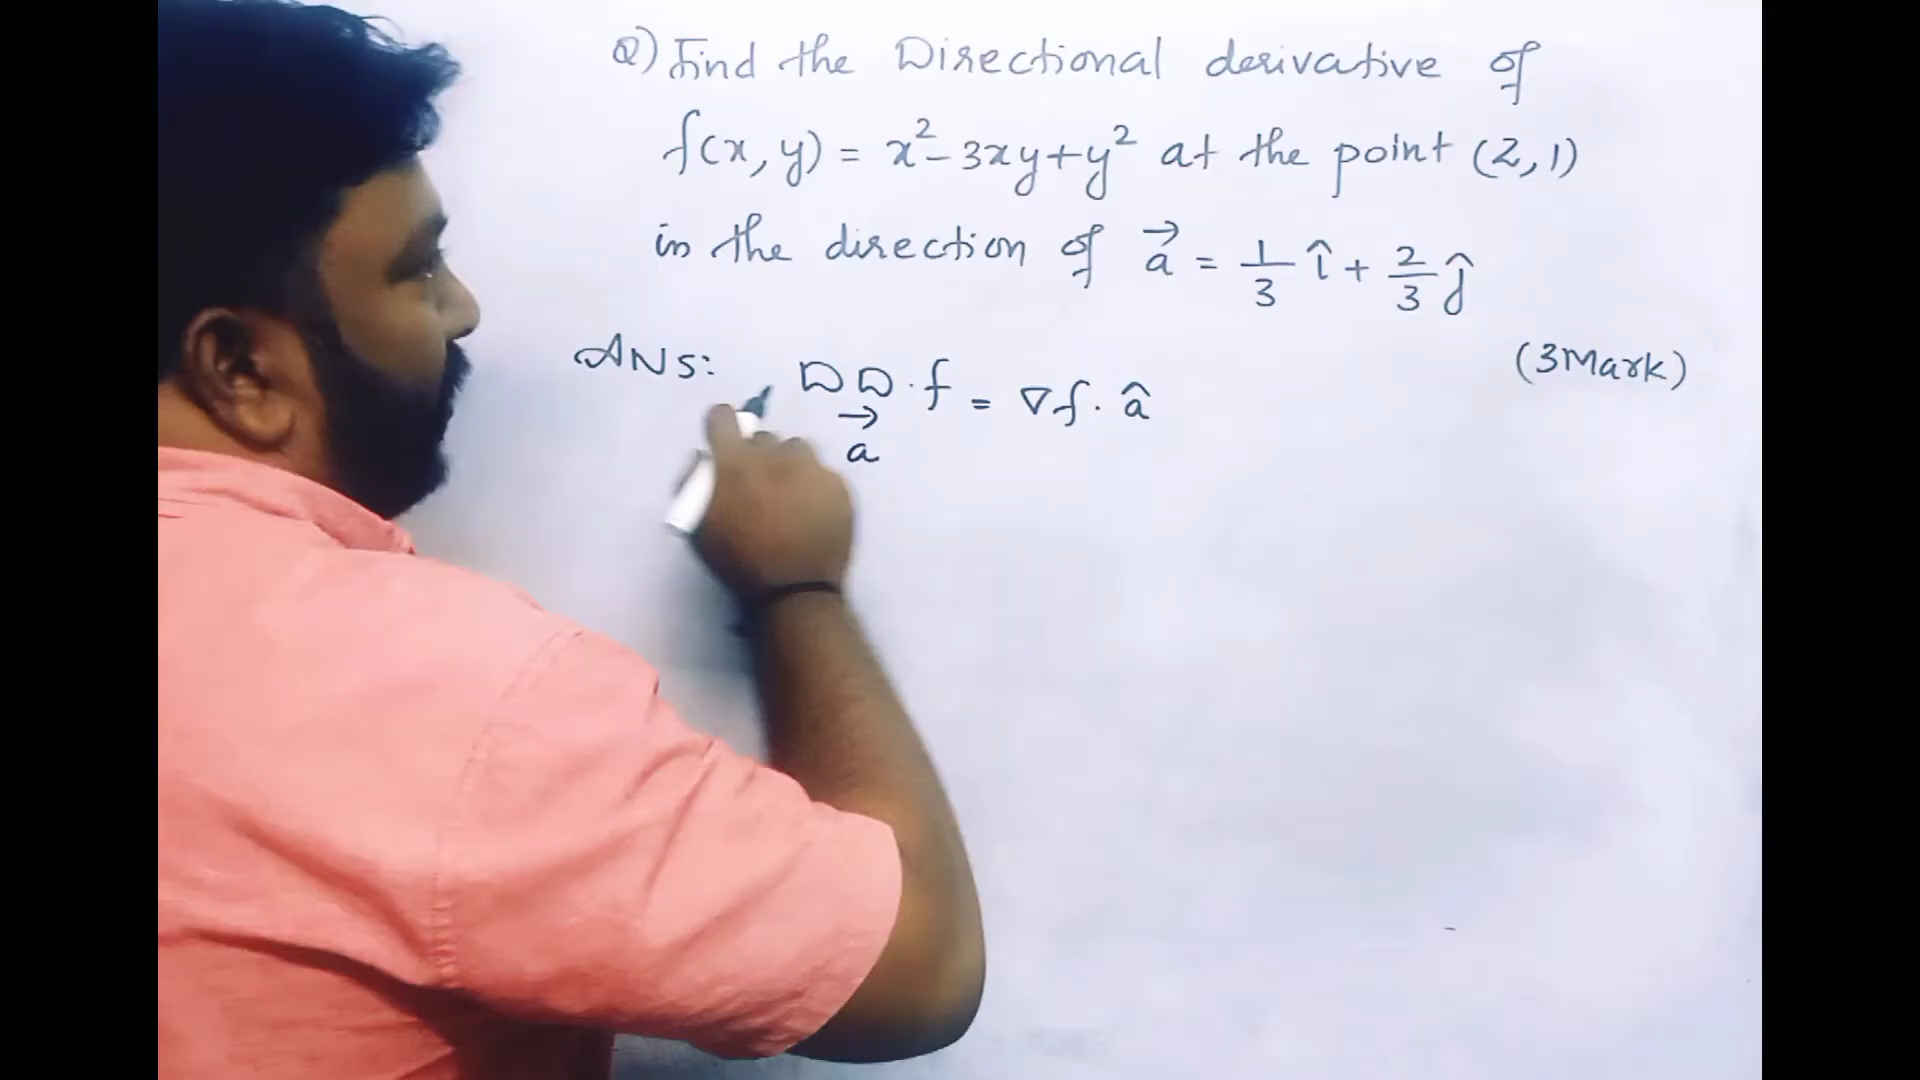 Q) Find the Directional derivative of
f(x, y) = x² - 3xy + y² at the point (2, 1)
in the direction of a⃗ = 1/3 î + 2/3 ĵ
(3Mark)
ANS: DD a⃗ . f = ∇f . â